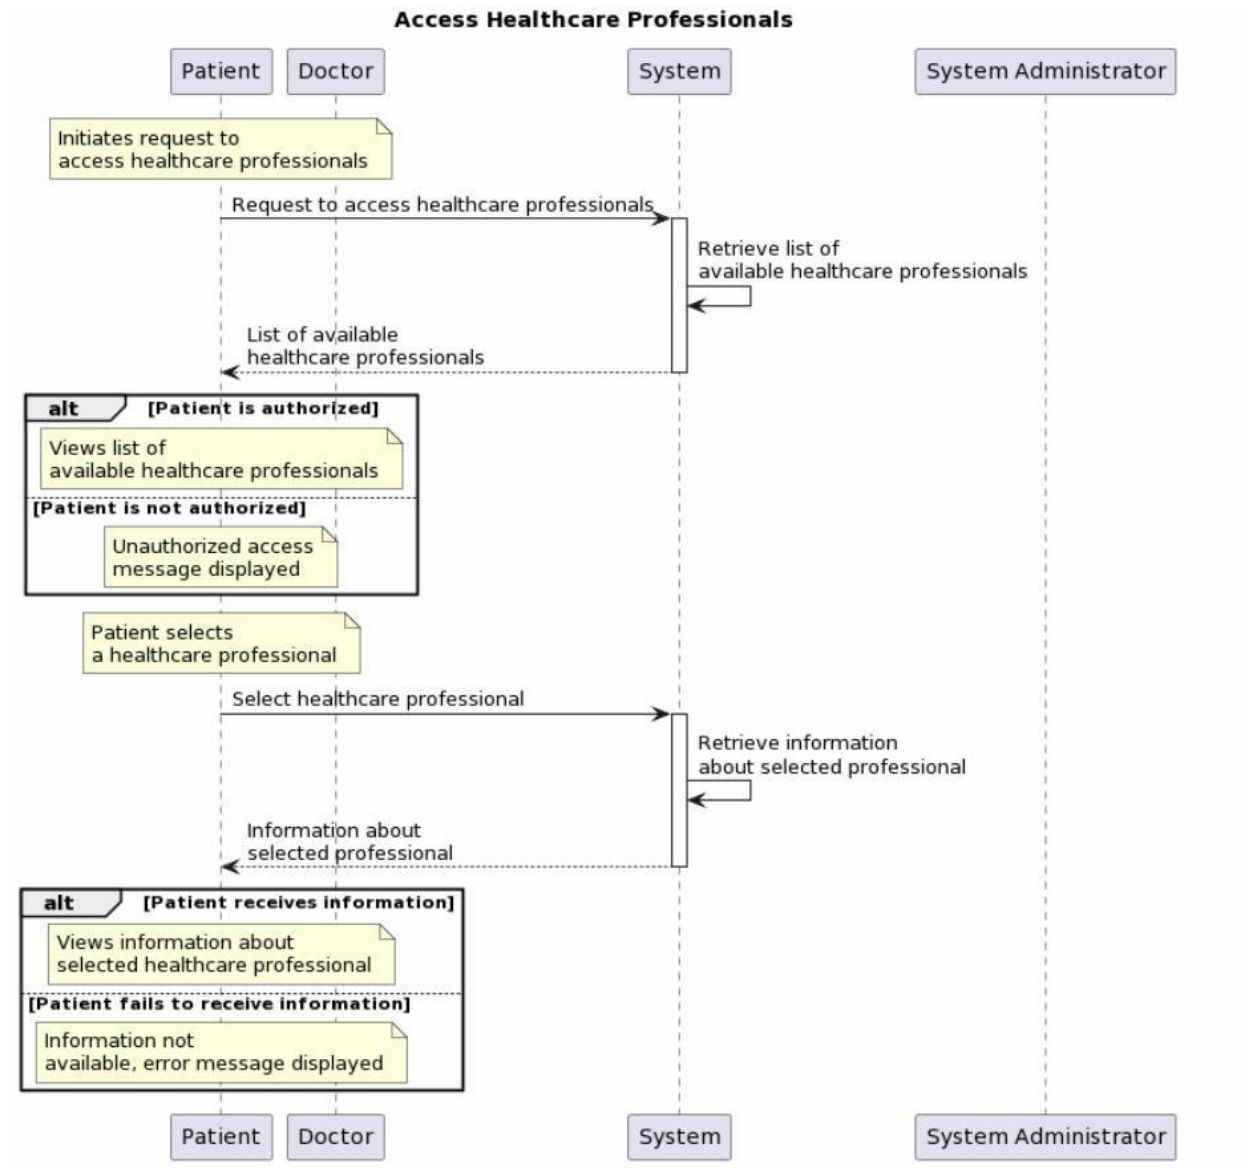 Access Healthcare Professionals
Patient
Doctor
System
System Administrator
Initiates request to
access healthcare professionals
Request to access healthcare professionals
Retrieve list of
available healthcare professionals
List of available
healthcare professionals
alt [Patient is authorized]
Views list of
available healthcare professionals
[Patient is not authorized]
Unauthorized access
message displayed
Patient selects
a healthcare professional
Select healthcare professional
Retrieve information
about selected professional
Information about
selected professional
alt [Patient receives information]
Views information about
selected healthcare professional
[Patient fails to receive information]
Information not
available, error message displayed
Patient
Doctor
System
System Administrator